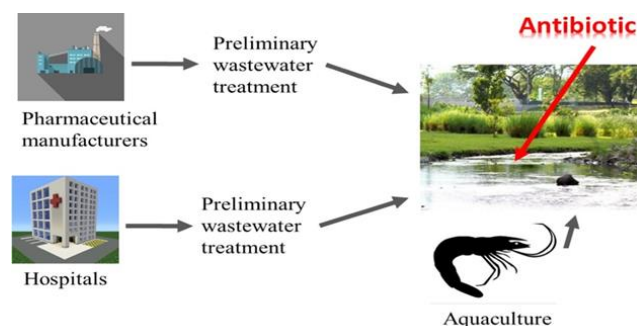 Antibiotic
Preliminary
wastewater
treatment
Pharmaceutical
manufacturers
Preliminary
wastewater
treatment
Hospitals
Aquaculture